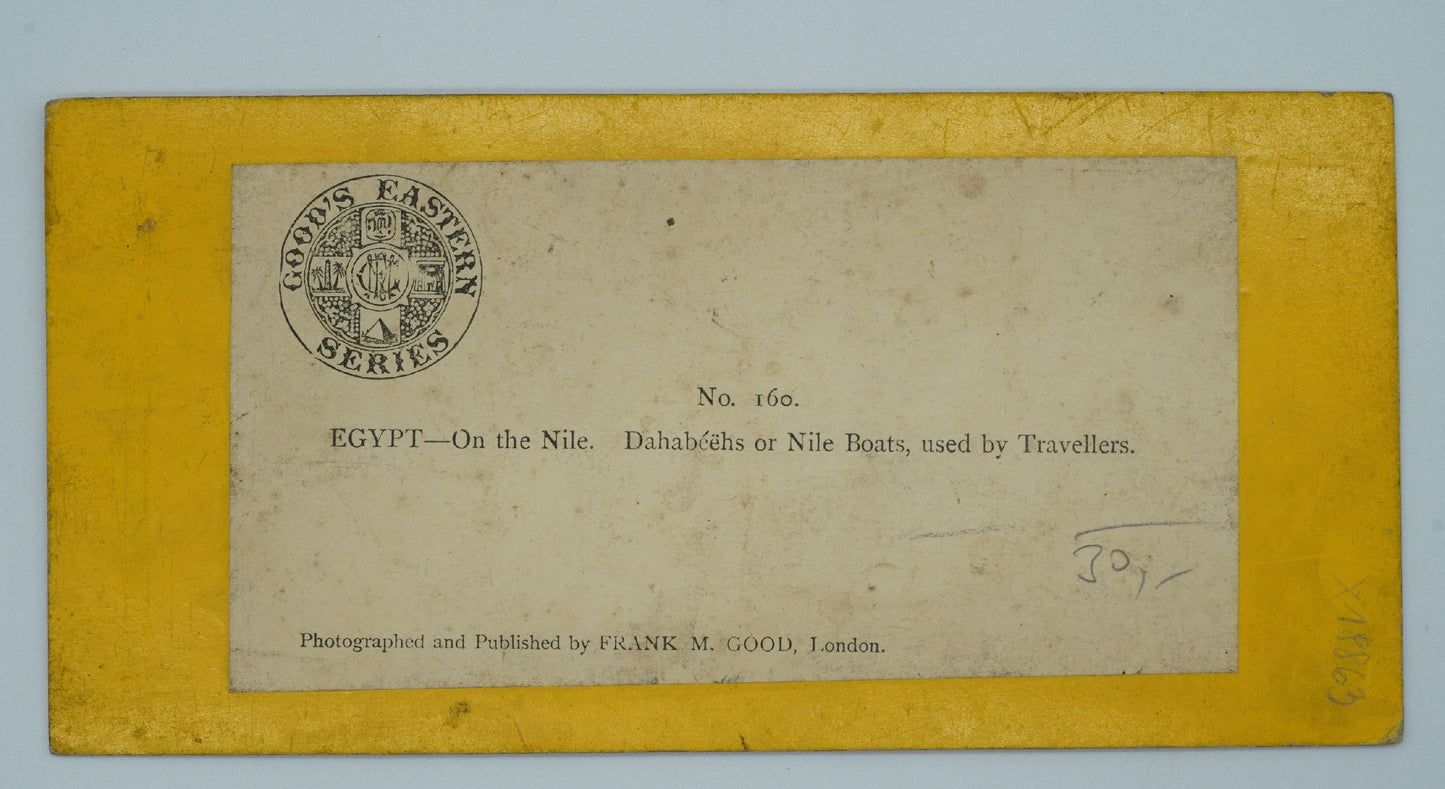 GOOD'S EASTERN
SERIES
No. 160.
EGYPT—On the Nile. Dahabéëhs or Nile Boats, used by Travellers.
30,-
Photographed and Published by FRANK M. GOOD, London.